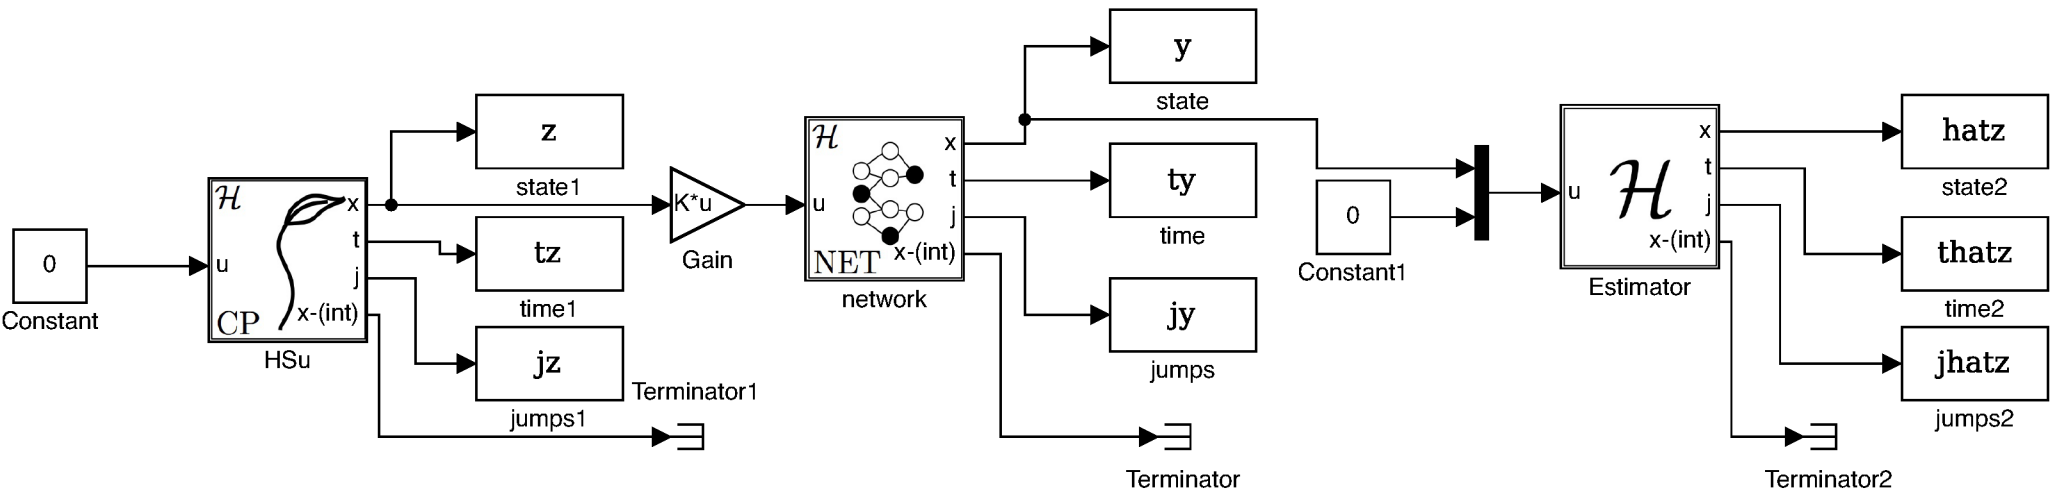 0
Constant
ℋ
u
x
t
j
x-(int)
CP
HSu
z
state1
tz
time1
jz
jumps1
Terminator1
K*u
Gain
ℋ
u
x
t
j
x-(int)
NET
network
y
state
ty
time
jy
jumps
Terminator
0
Constant1
u
ℋ
x
t
j
x-(int)
Estimator
hatz
state2
thatz
time2
jhatz
jumps2
Terminator2